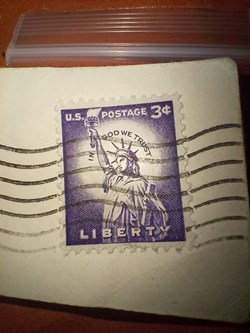 U.S. POSTAGE 3¢
IN GOD WE TRUST
LIBERTY